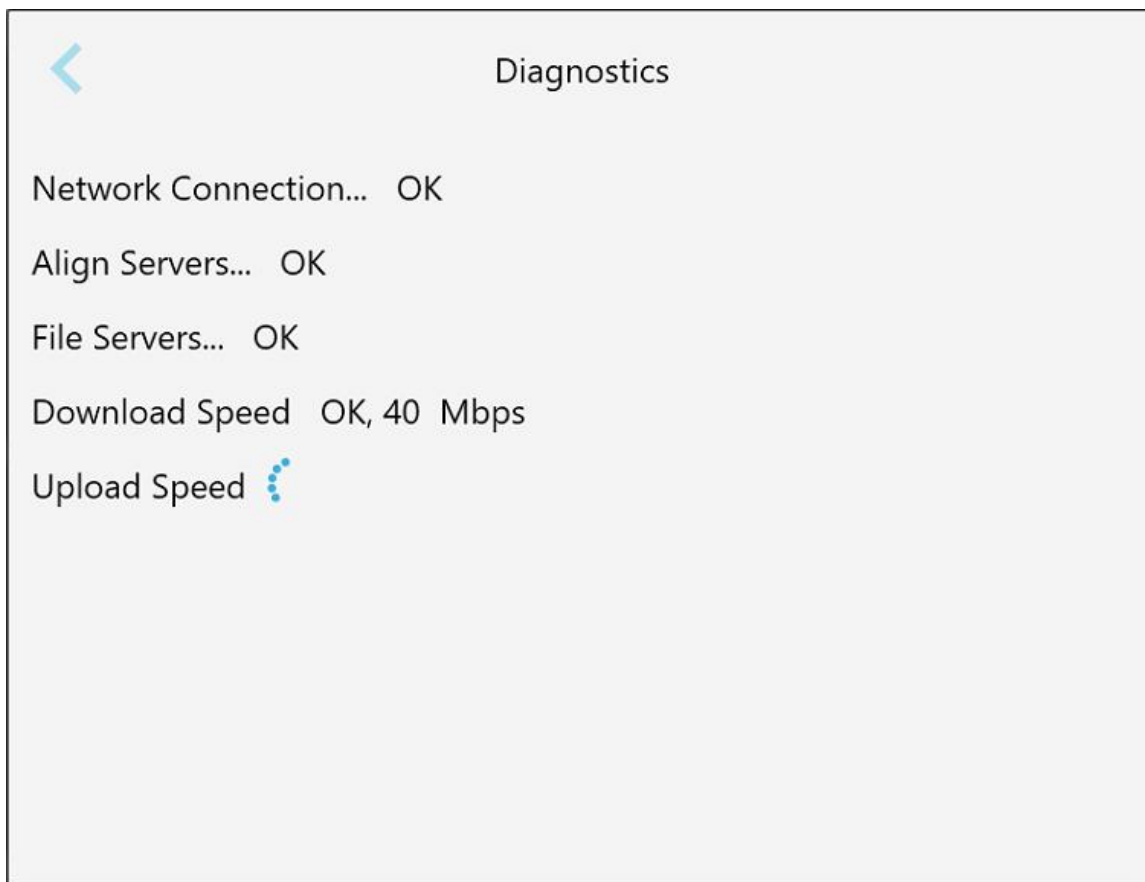 Diagnostics
Network Connection... OK
Align Servers... OK
File Servers... OK
Download Speed OK, 40 Mbps
Upload Speed